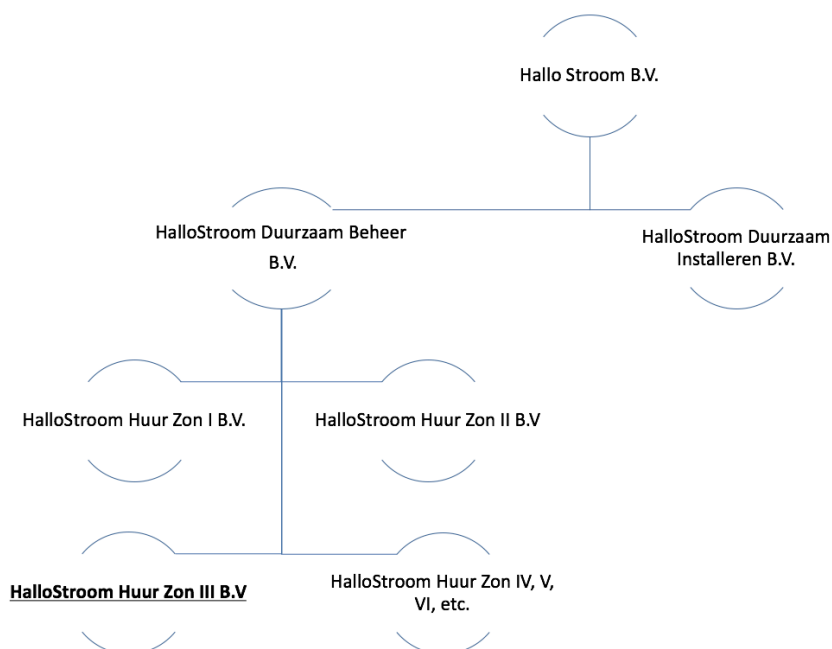 Hallo Stroom B.V.
HalloStroom Duurzaam Beheer
B.V.
HalloStroom Duurzaam
Installeren B.V.
HalloStroom Huur Zon I B.V.
HalloStroom Huur Zon II B.V
HalloStroom Huur Zon III B.V
HalloStroom Huur Zon IV, V,
VI, etc.